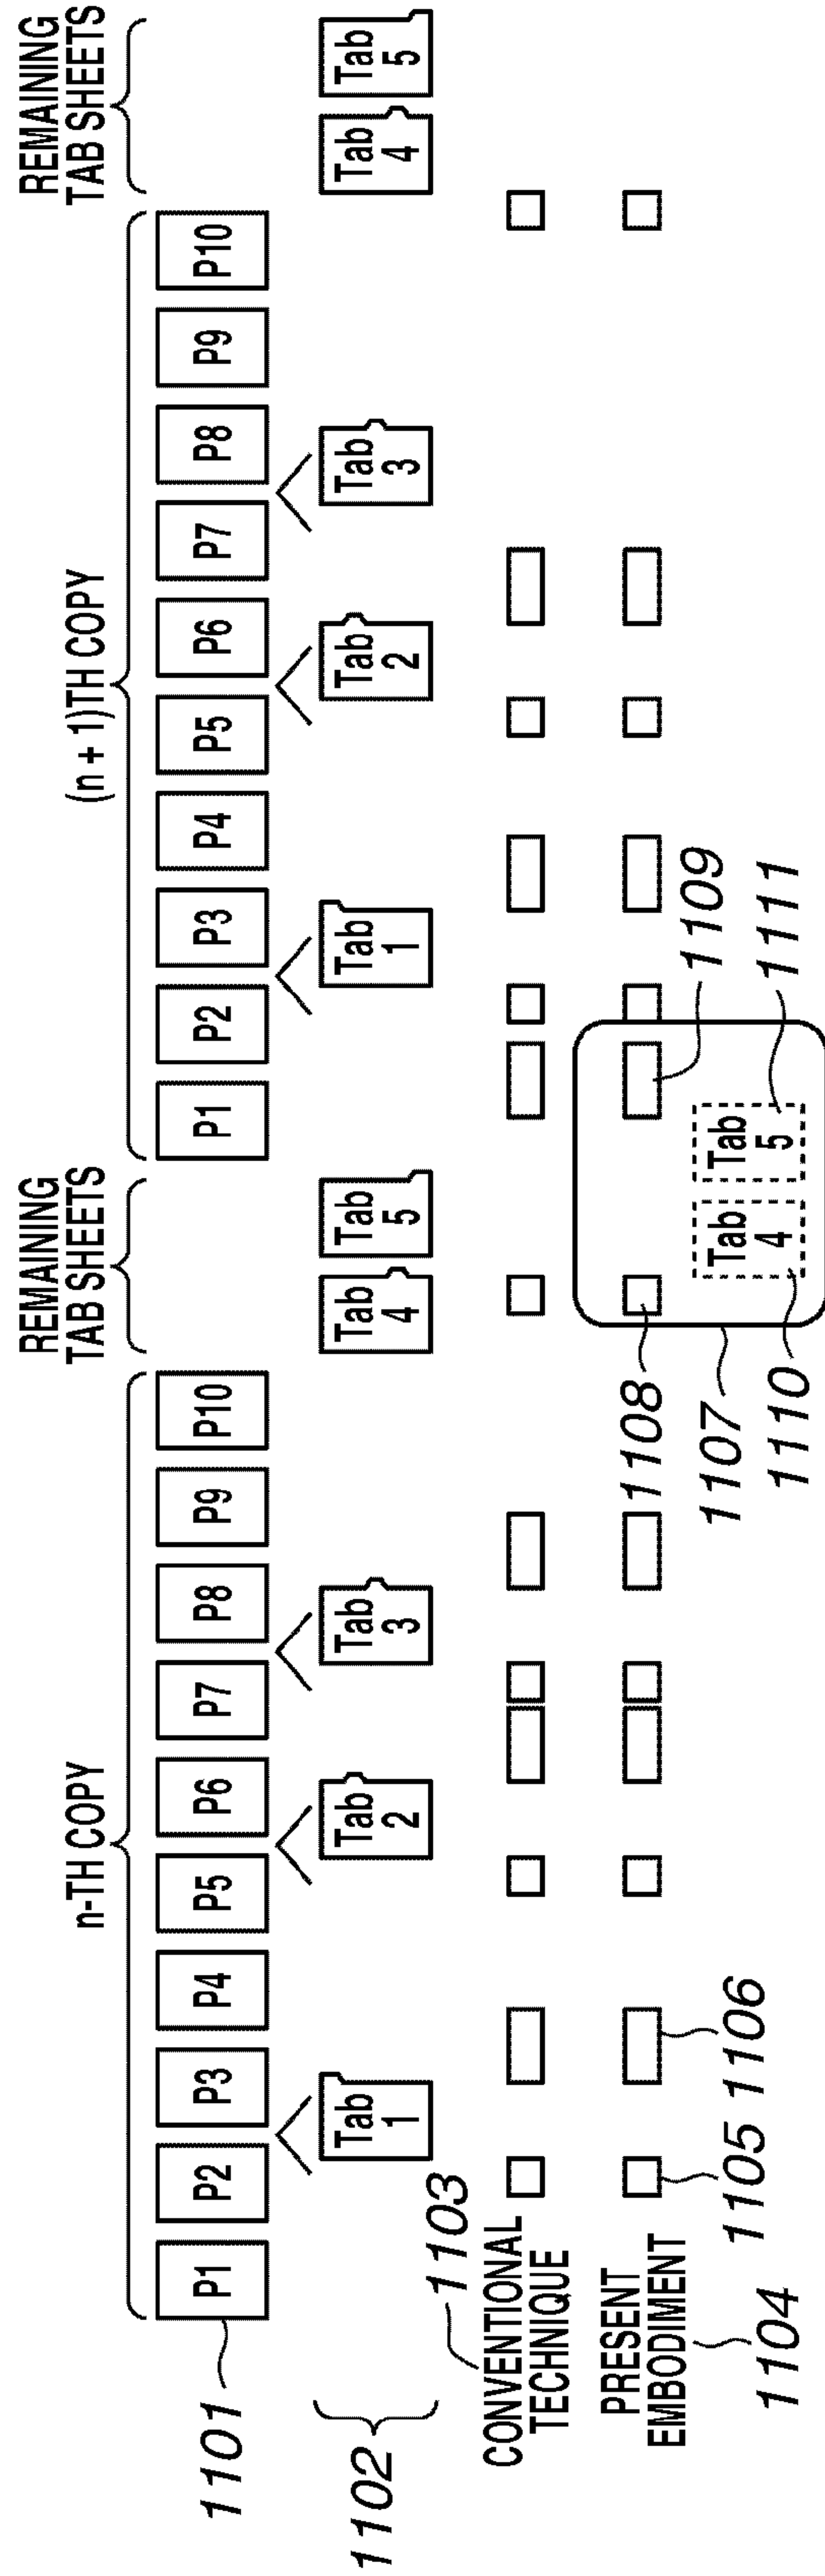 n-TH COPY
REMAINING
TAB SHEETS
(n + 1)TH COPY
REMAINING
TAB SHEETS
1101
P1
P2
P3
P4
P5
P6
P7
P8
P9
P10
P1
P2
P3
P4
P5
P6
P7
P8
P9
P10
1102
Tab
1
Tab
2
Tab
3
Tab
4
Tab
5
Tab
1
Tab
2
Tab
3
Tab
4
Tab
5
1103
CONVENTIONAL
TECHNIQUE
PRESENT
EMBODIMENT
1104
1105
1106
1108
1107
1110
Tab
4
Tab
5
1109
1111